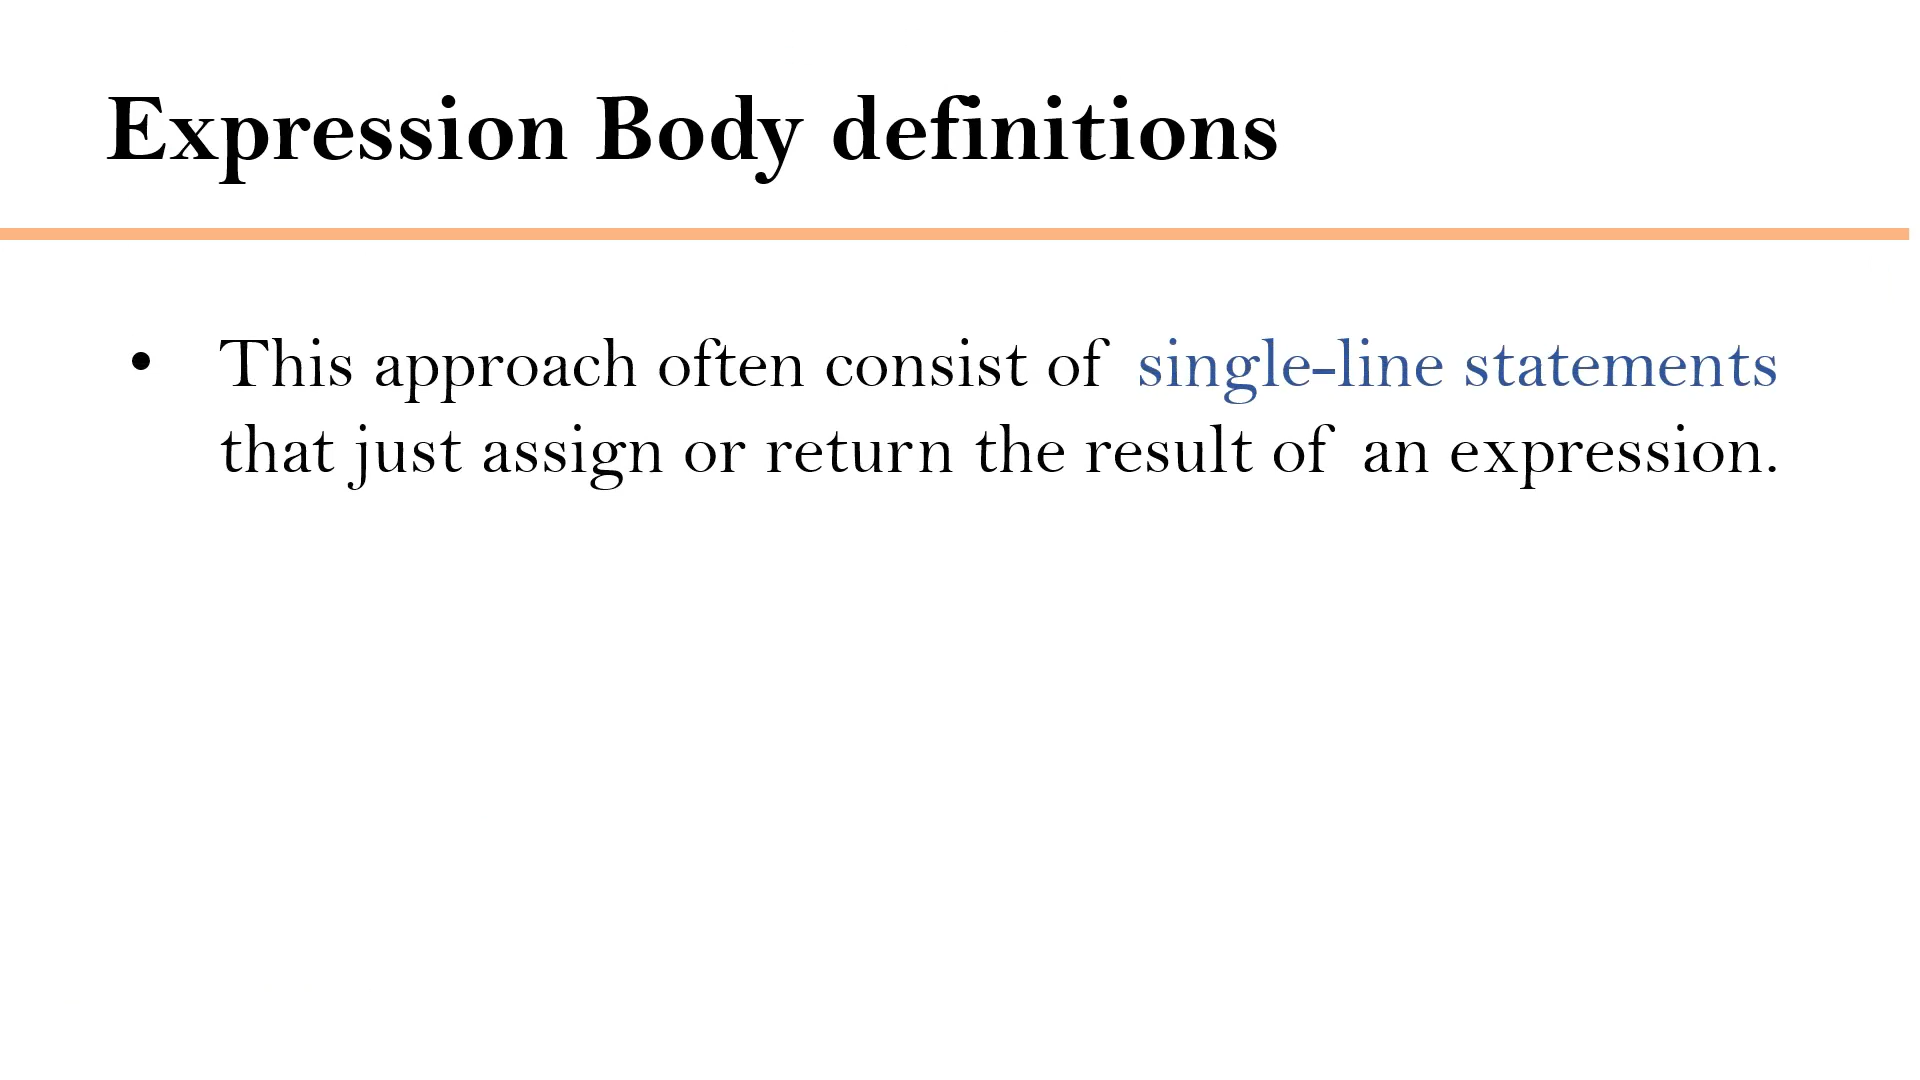 Expression Body definitions
• This approach often consist of single-line statements
that just assign or return the result of an expression.